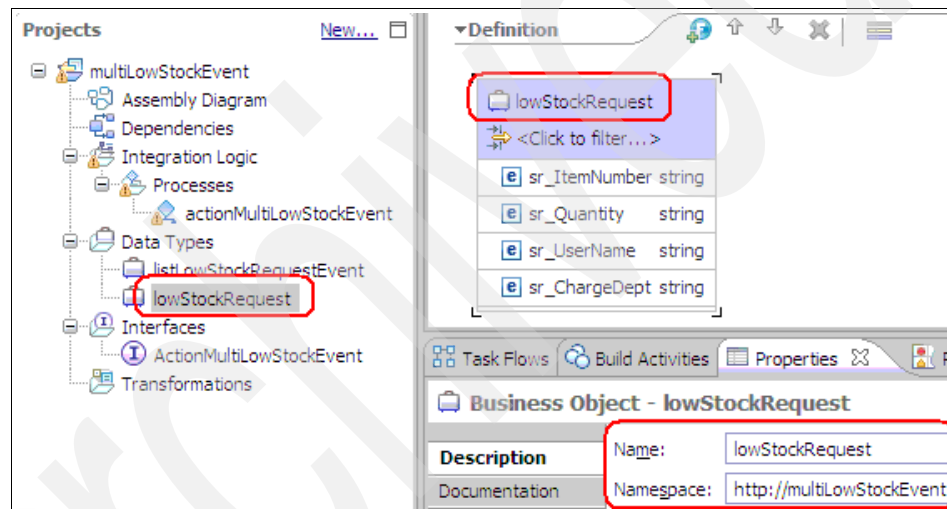 Projects
New...
multiLowStockEvent
Assembly Diagram
Dependencies
Integration Logic
Processes
actionMultiLowStockEvent
Data Types
listLowStockRequestEvent
lowStockRequest
Interfaces
ActionMultiLowStockEvent
Transformations
Definition
lowStockRequest
<Click to filter...>
e sr_ItemNumber string
e sr_Quantity string
e sr_UserName string
e sr_ChargeDept string
Task Flows Build Activities Properties
Business Object - lowStockRequest
Description
Documentation
Name: lowStockRequest
Namespace: http://multiLowStockEvent